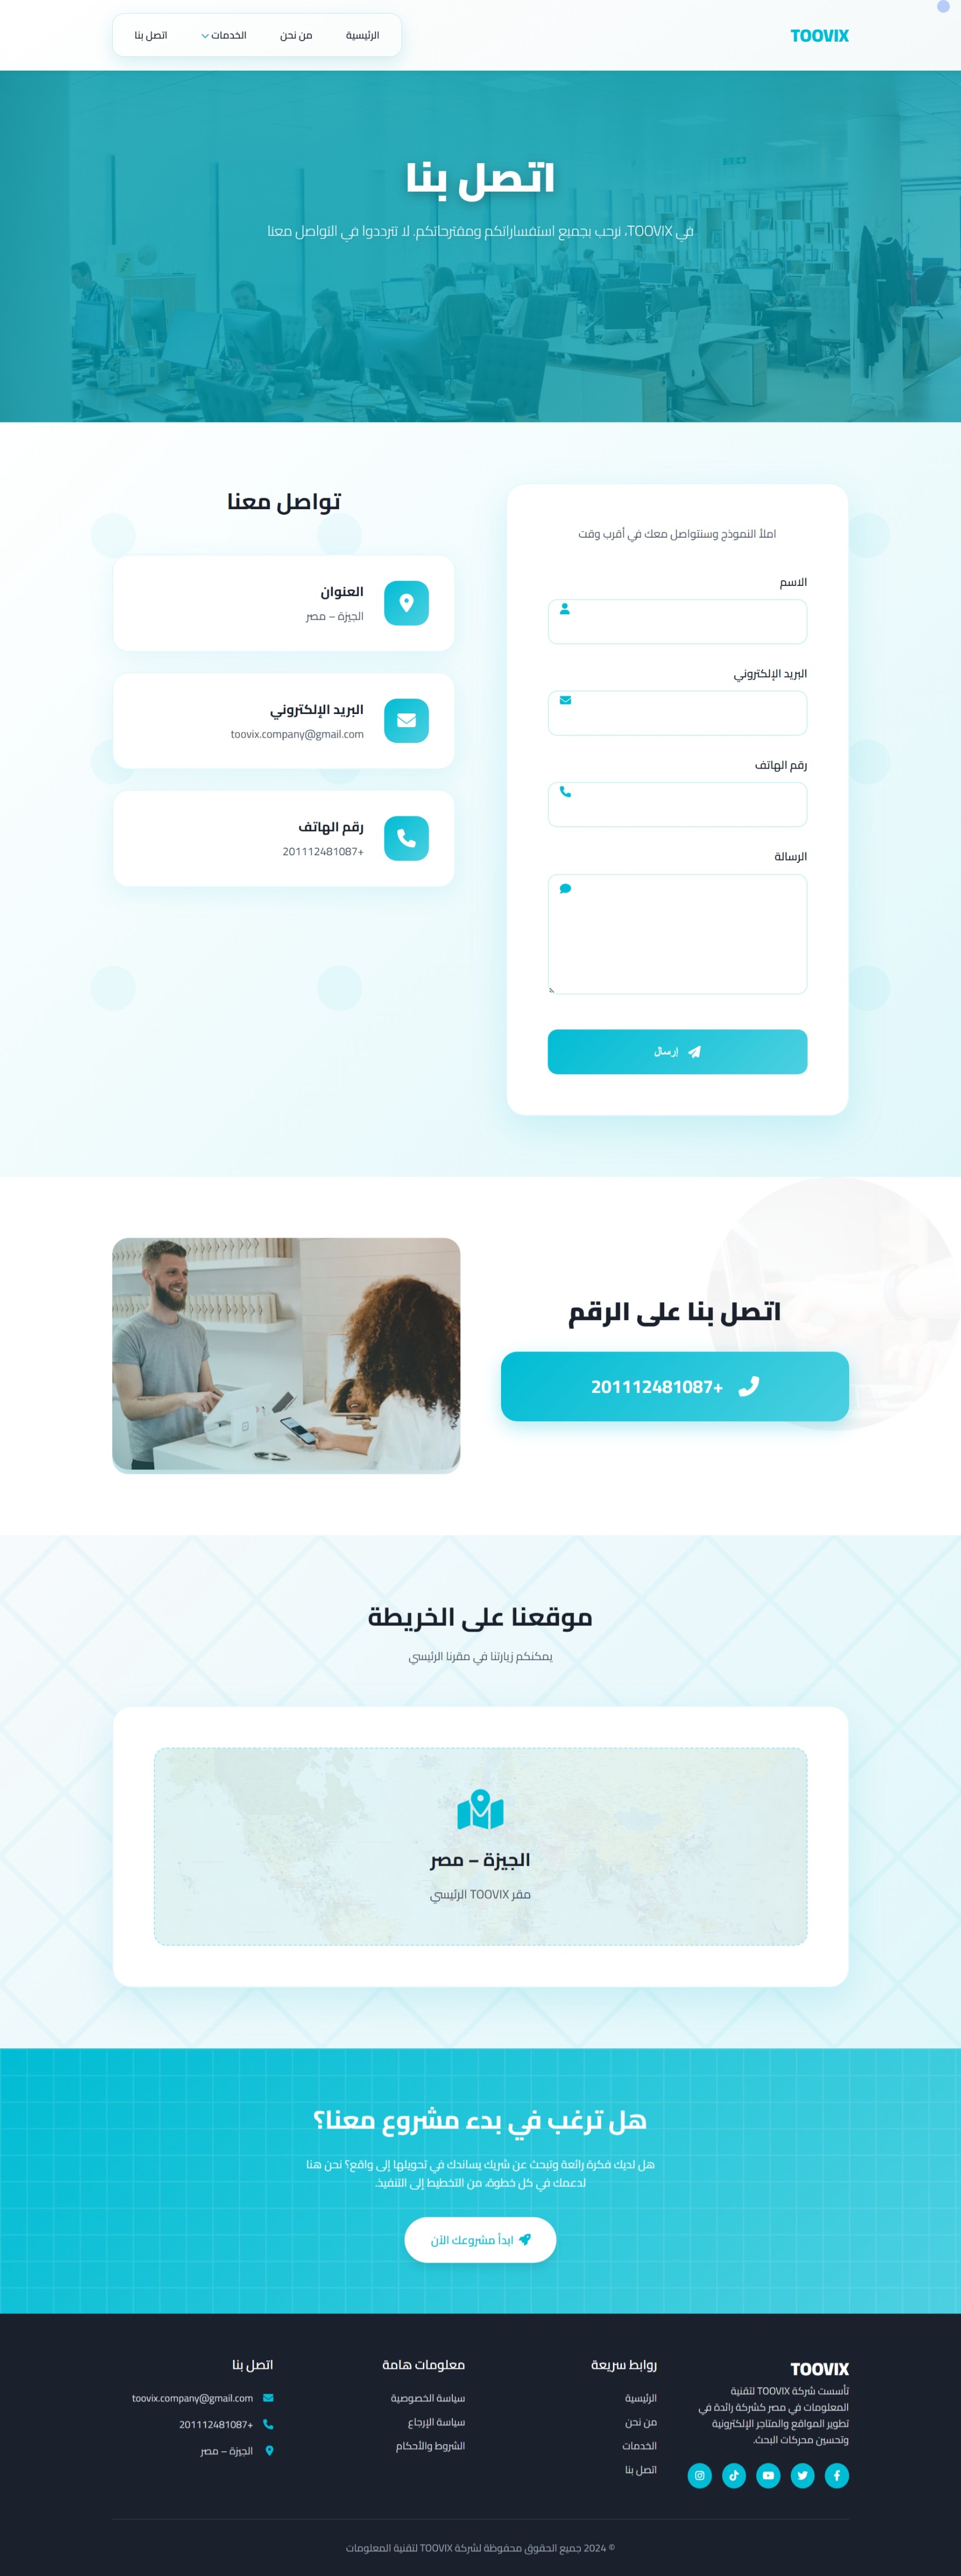 TOOVIX
الرئيسية
من نحن
الخدمات
اتصل بنا
اتصل بنا
في TOOVIX، نرحب بجميع استفساراتكم ومقترحاتكم. لا تترددوا في التواصل معنا
املأ النموذج وسنتواصل معك في أقرب وقت
الاسم
البريد الإلكتروني
رقم الهاتف
الرسالة
إرسال
تواصل معنا
العنوان
الجيزة – مصر
البريد الإلكتروني
toovix.company@gmail.com
رقم الهاتف
201112481087+
اتصل بنا على الرقم
201112481087+
موقعنا على الخريطة
يمكنكم زيارتنا في مقرنا الرئيسي
الجيزة – مصر
مقر TOOVIX الرئيسي
هل ترغب في بدء مشروع معنا؟
هل لديك فكرة رائعة وتبحث عن شريك يساندك في تحويلها إلى واقع؟ نحن هنا
لدعمك في كل خطوة، من التخطيط إلى التنفيذ.
ابدأ مشروعك الآن
TOOVIX
تأسست شركة TOOVIX لتقنية
المعلومات في مصر كشركة رائدة في
تطوير المواقع والمتاجر الإلكترونية
وتحسين محركات البحث.
روابط سريعة
الرئيسية
من نحن
الخدمات
اتصل بنا
معلومات هامة
سياسة الخصوصية
سياسة الإرجاع
الشروط والأحكام
اتصل بنا
toovix.company@gmail.com
201112481087+
الجيزة – مصر
© 2024 جميع الحقوق محفوظة لشركة TOOVIX لتقنية المعلومات